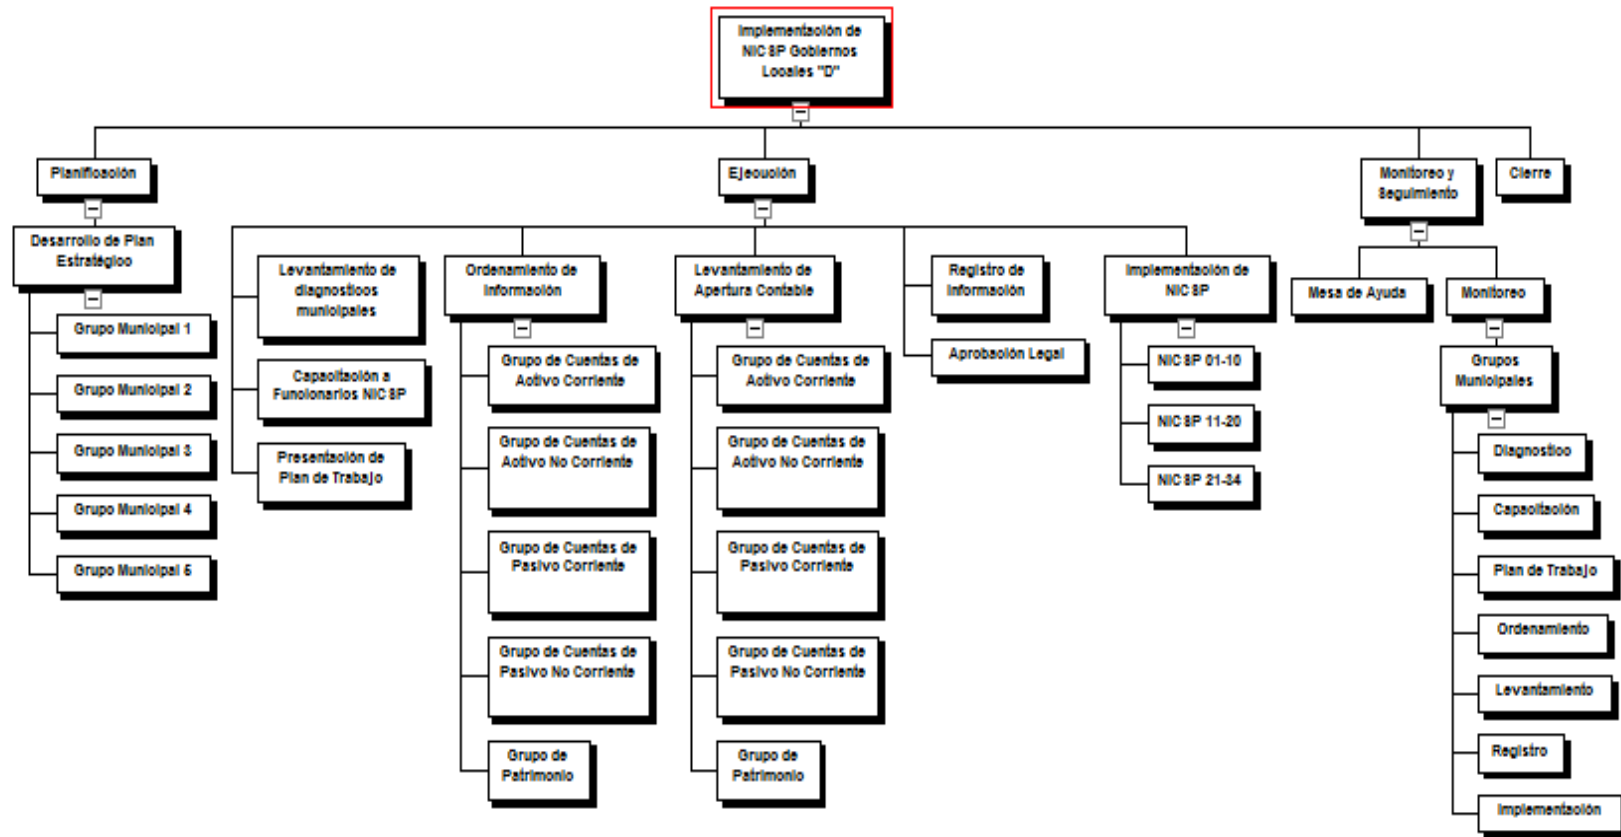 Implementación de
NIC SP Gobiernos
Locales "D"
Planificación
Ejecución
Monitoreo y
Seguimiento
Cierre
Desarrollo de Plan
Estratégico
Grupo Municipal 1
Grupo Municipal 2
Grupo Municipal 3
Grupo Municipal 4
Grupo Municipal 5
Levantamiento de
diagnosticos
municipales
Capacitación a
Funcionarios NIC SP
Presentación de
Plan de Trabajo
Ordenamiento de
Información
Grupo de Cuentas de
Activo Corriente
Grupo de Cuentas de
Activo No Corriente
Grupo de Cuentas de
Pasivo Corriente
Grupo de Cuentas de
Pasivo No Corriente
Grupo de
Patrimonio
Levantamiento de
Apertura Contable
Grupo de Cuentas de
Activo Corriente
Grupo de Cuentas de
Activo No Corriente
Grupo de Cuentas de
Pasivo Corriente
Grupo de Cuentas de
Pasivo No Corriente
Grupo de
Patrimonio
Registro de
Información
Aprobación Legal
Implementación de
NIC SP
NIC SP 01-10
NIC SP 11-20
NIC SP 21-34
Mesa de Ayuda
Monitoreo
Grupos
Municipales
Diagnostico
Capacitación
Plan de Trabajo
Ordenamiento
Levantamiento
Registro
Implementación